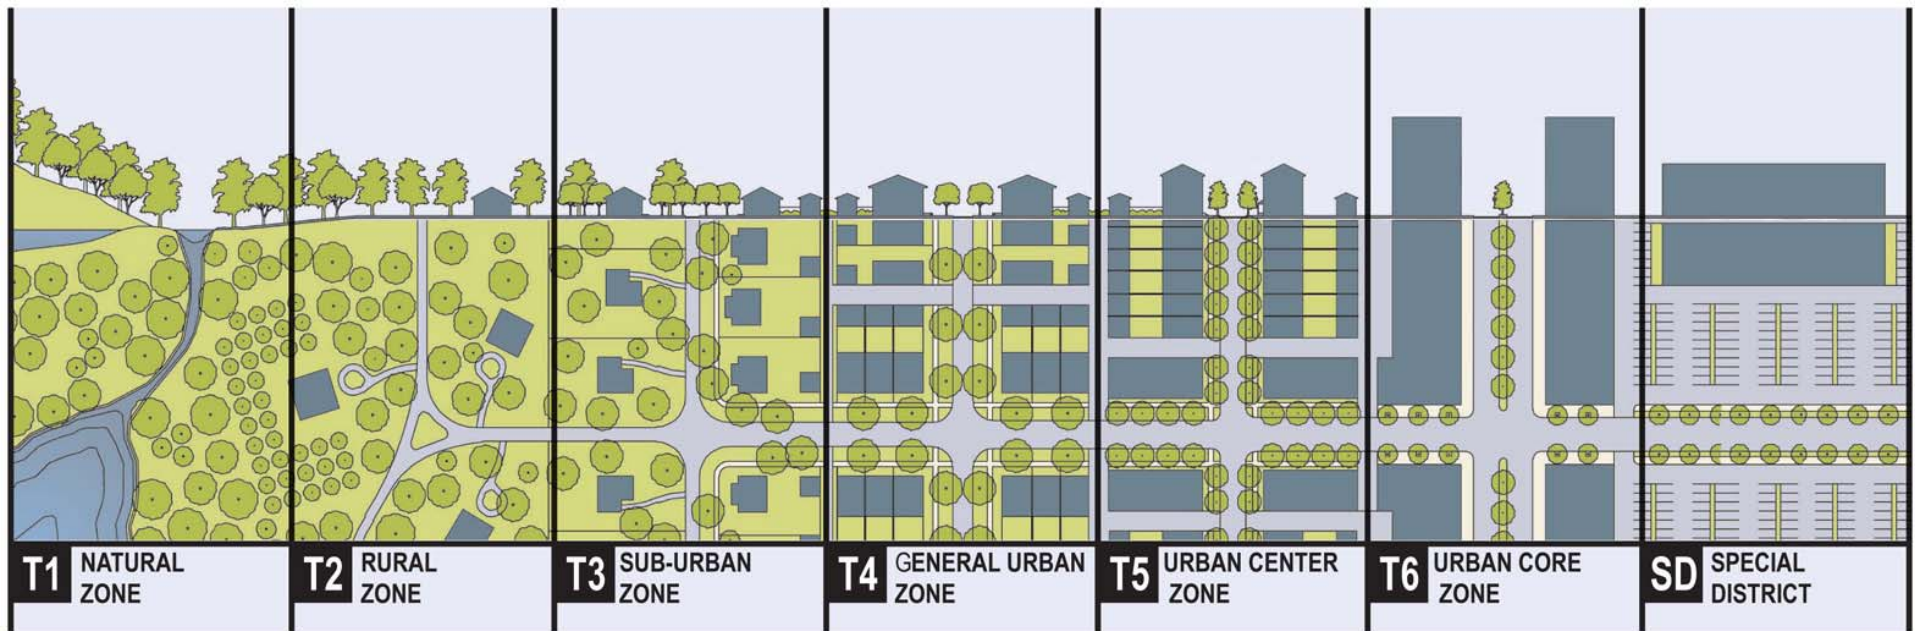 T1 NATURAL
ZONE
T2 RURAL
ZONE
T3 SUB-URBAN
ZONE
T4 GENERAL URBAN
ZONE
T5 URBAN CENTER
ZONE
T6 URBAN CORE
ZONE
SD SPECIAL
DISTRICT